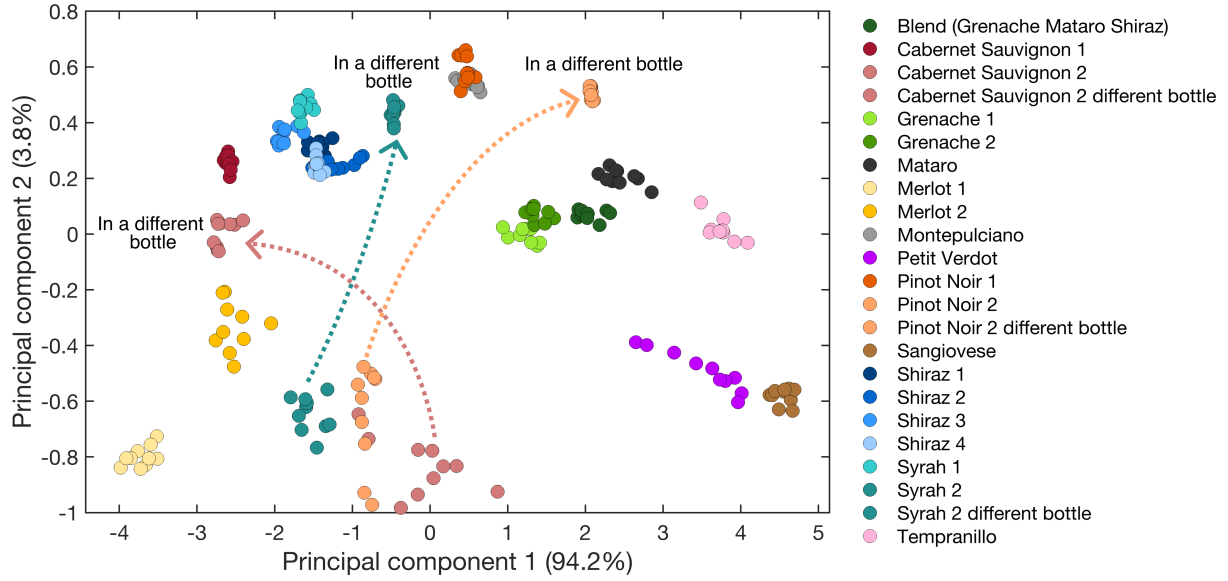 0.8
0.6
0.4
0.2
0
-0.2
-0.4
-0.6
-0.8
-1
Principal component 2 (3.8%)
-4
-3
-2
-1
0
1
2
3
4
5
Principal component 1 (94.2%)
In a different
bottle
In a different bottle
In a different
bottle
Blend (Grenache Mataro Shiraz)
Cabernet Sauvignon 1
Cabernet Sauvignon 2
Cabernet Sauvignon 2 different bottle
Grenache 1
Grenache 2
Mataro
Merlot 1
Merlot 2
Montepulciano
Petit Verdot
Pinot Noir 1
Pinot Noir 2
Pinot Noir 2 different bottle
Sangiovese
Shiraz 1
Shiraz 2
Shiraz 3
Shiraz 4
Syrah 1
Syrah 2
Syrah 2 different bottle
Tempranillo